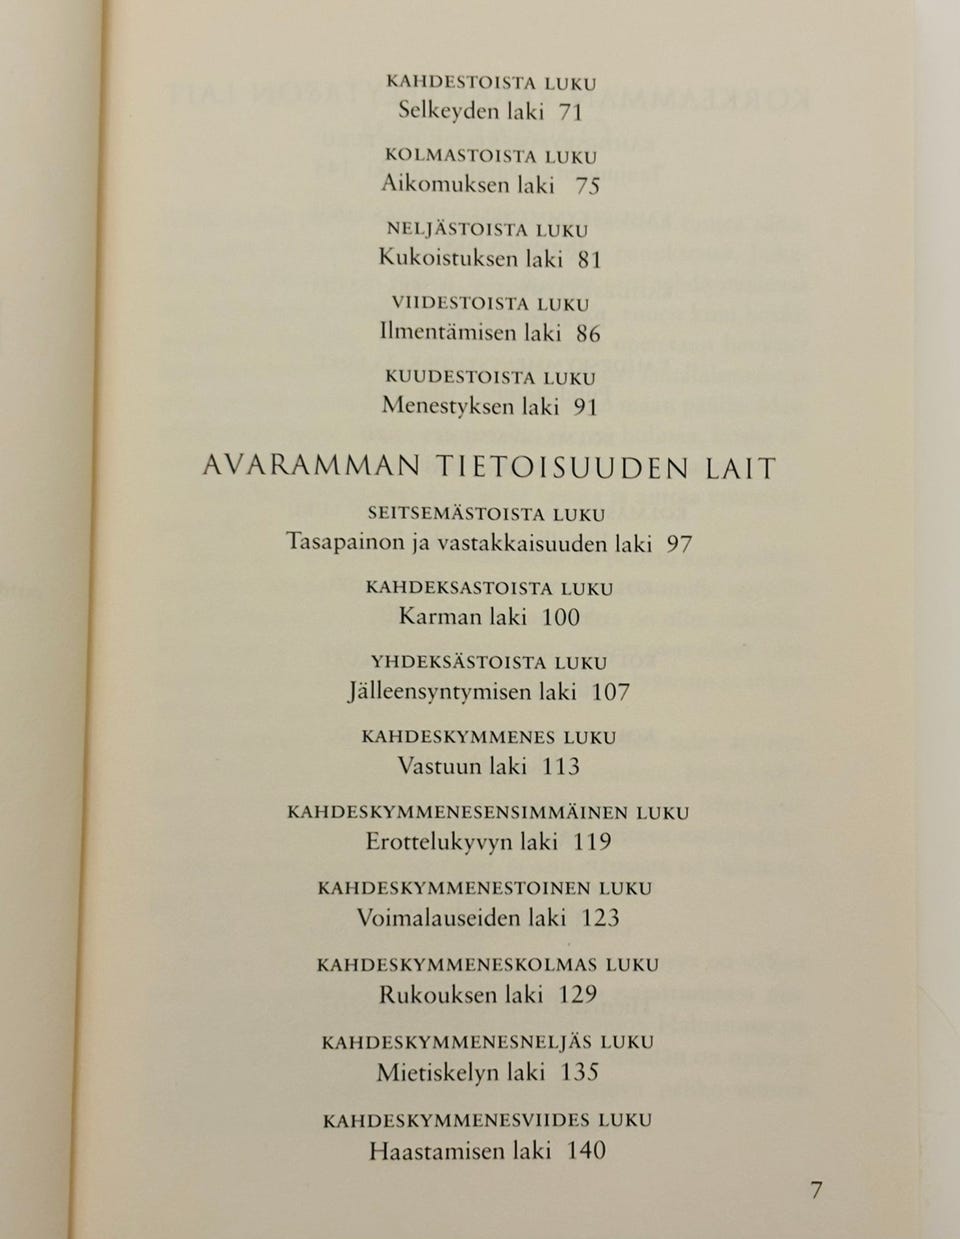 KAHDESTOISTA LUKU
Selkeyden laki 71
KOLMASTOISTA LUKU
Aikomuksen laki 75
NELJÄSTOISTA LUKU
Kukoistuksen laki 81
VIIDESTOISTA LUKU
Ilmentämisen laki 86
KUUDESTOISTA LUKU
Menestyksen laki 91
AVARAMMAN TIETOISUUDEN LAIT
SEITSEMÄSTOISTA LUKU
Tasapainon ja vastakkaisuuden laki 97
KAHDEKSASTOISTA LUKU
Karman laki 100
YHDEKSÄSTOISTA LUKU
Jälleensyntymisen laki 107
KAHDESKYMMENES LUKU
Vastuun laki 113
KAHDESKYMMENESENSIMMÄINEN LUKU
Erottelukyvyn laki 119
KAHDESKYMMENESTOINEN LUKU
Voimalauseiden laki 123
KAHDESKYMMENESKOLMAS LUKU
Rukouksen laki 129
KAHDESKYMMENESNELJÄS LUKU
Mietiskelyn laki 135
KAHDESKYMMENESVIIDES LUKU
Haastamisen laki 140
7